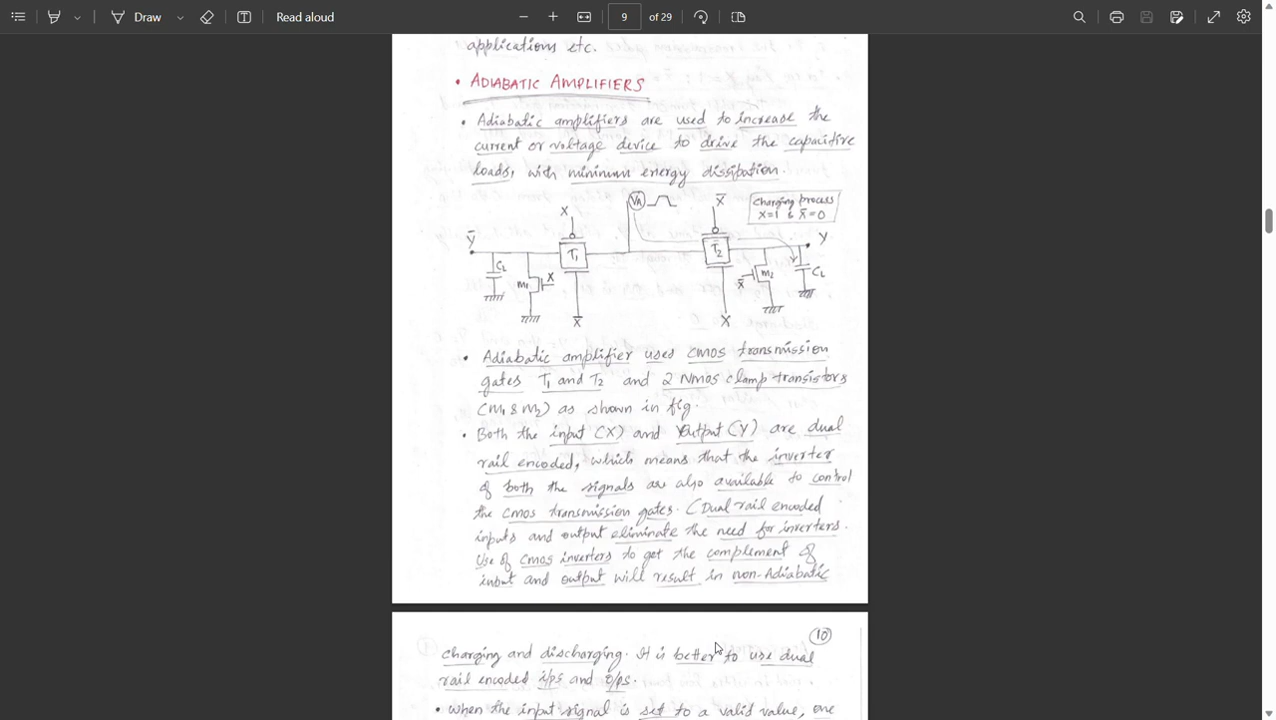 Draw
Read aloud
9
of 29
applications etc.
• ADIABATIC AMPLIFIERS
• Adiabatic amplifiers are used to increase the
current or voltage device to drive the capacitive
loads, with minimum energy dissipation.
X
VA
X̅
Charging process
X=1 & X̅=0
Y̅
T1
T2
Y
CL
M1
X
X̅
M2
CL
X̅
X
• Adiabatic amplifier uses CMOS transmission
gates T1 and T2 and 2 NMOS clamp transistors
(M1 & M2) as shown in fig.
• Both the input (X) and Youtput (Y) are dual
rail encoded, which means that the inverter
of both the signals are also available to control
the CMOS transmission gates. (Dual rail encoded
inputs and output eliminate the need for inverters.
Use of CMOS inverters to get the complement of
input and output will result in non-Adiabatic
10
charging and discharging. It is better to use dual
rail encoded i/ps and o/ps.
• When the input signal is set to a valid value, one